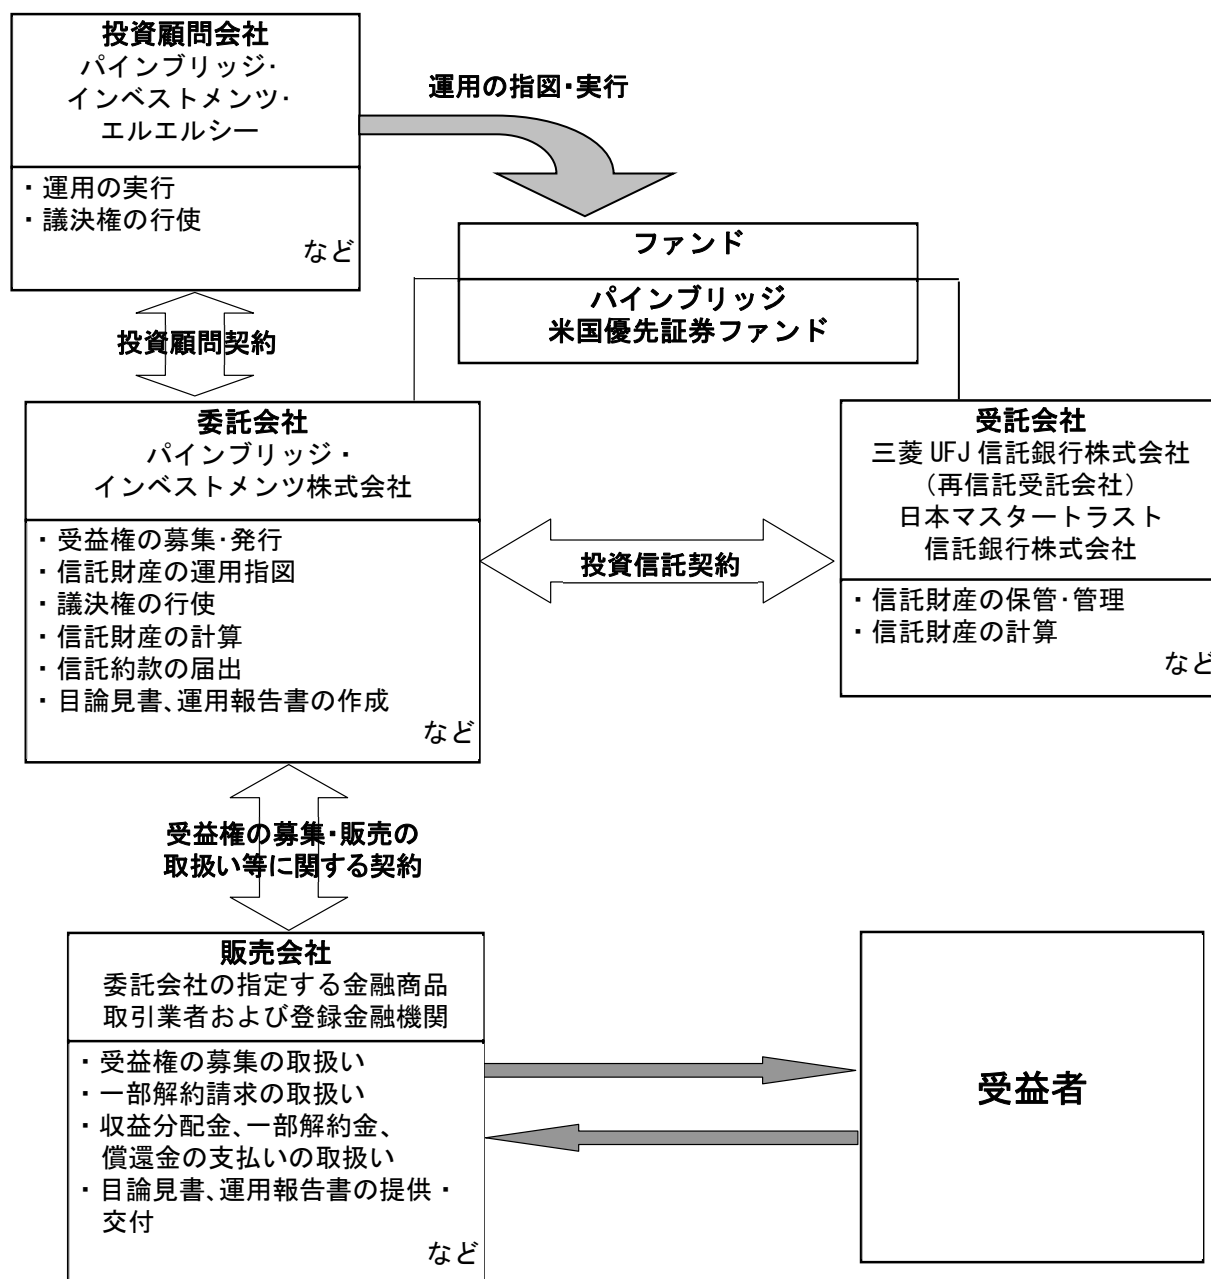 投資顧問会社
パインブリッジ・
インベストメンツ・
エルエルシー
・運用の実行
・議決権の行使
など
運用の指図・実行
ファンド
パインブリッジ
米国優先証券ファンド
投資顧問契約
委託会社
パインブリッジ・
インベストメンツ株式会社
・受益権の募集・発行
・信託財産の運用指図
・議決権の行使
・信託財産の計算
・信託約款の届出
・目論見書、運用報告書の作成
など
投資信託契約
受託会社
三菱 UFJ 信託銀行株式会社
（再信託受託会社）
日本マスタートラスト
信託銀行株式会社
・信託財産の保管・管理
・信託財産の計算
など
受益権の募集・販売の
取扱い等に関する契約
販売会社
委託会社の指定する金融商品
取引業者および登録金融機関
・受益権の募集の取扱い
・一部解約請求の取扱い
・収益分配金、一部解約金、
償還金の支払いの取扱い
・目論見書、運用報告書の提供・
交付
など
受益者